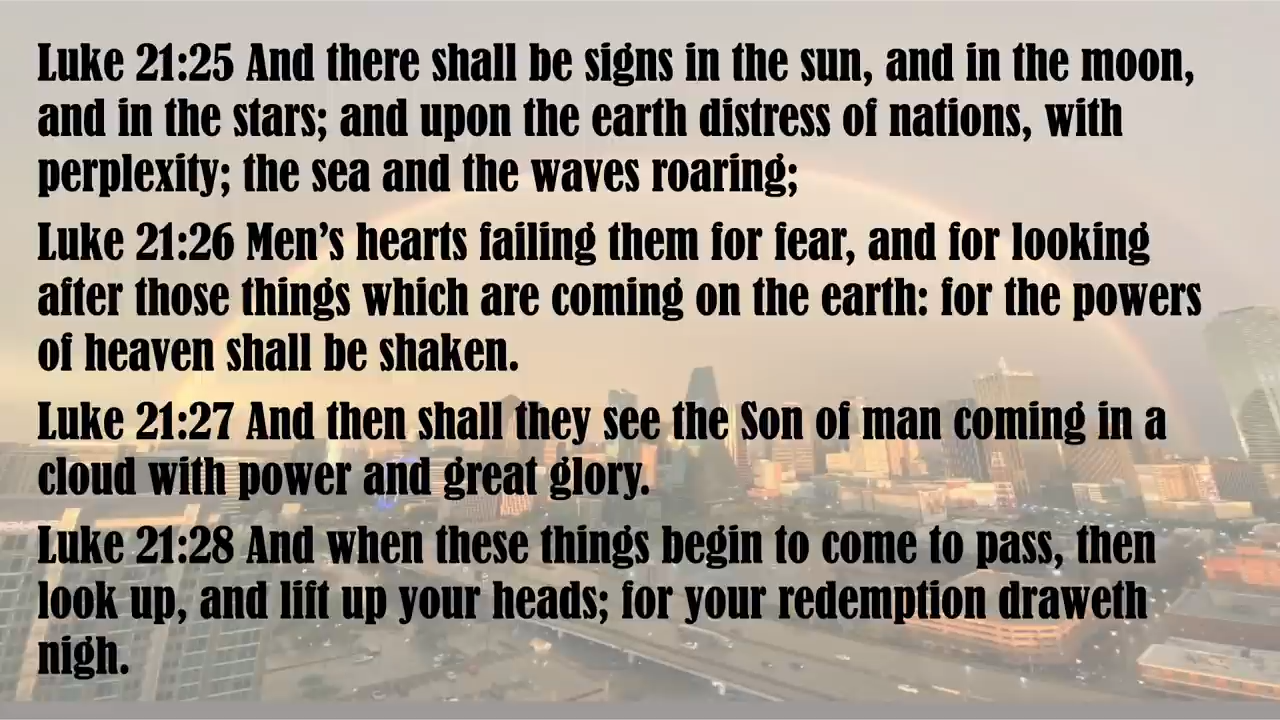 Luke 21:25 And there shall be signs in the sun, and in the moon,
and in the stars; and upon the earth distress of nations, with
perplexity; the sea and the waves roaring;
Luke 21:26 Men’s hearts failing them for fear, and for looking
after those things which are coming on the earth: for the powers
of heaven shall be shaken.
Luke 21:27 And then shall they see the Son of man coming in a
cloud with power and great glory.
Luke 21:28 And when these things begin to come to pass, then
look up, and lift up your heads; for your redemption draweth
nigh.